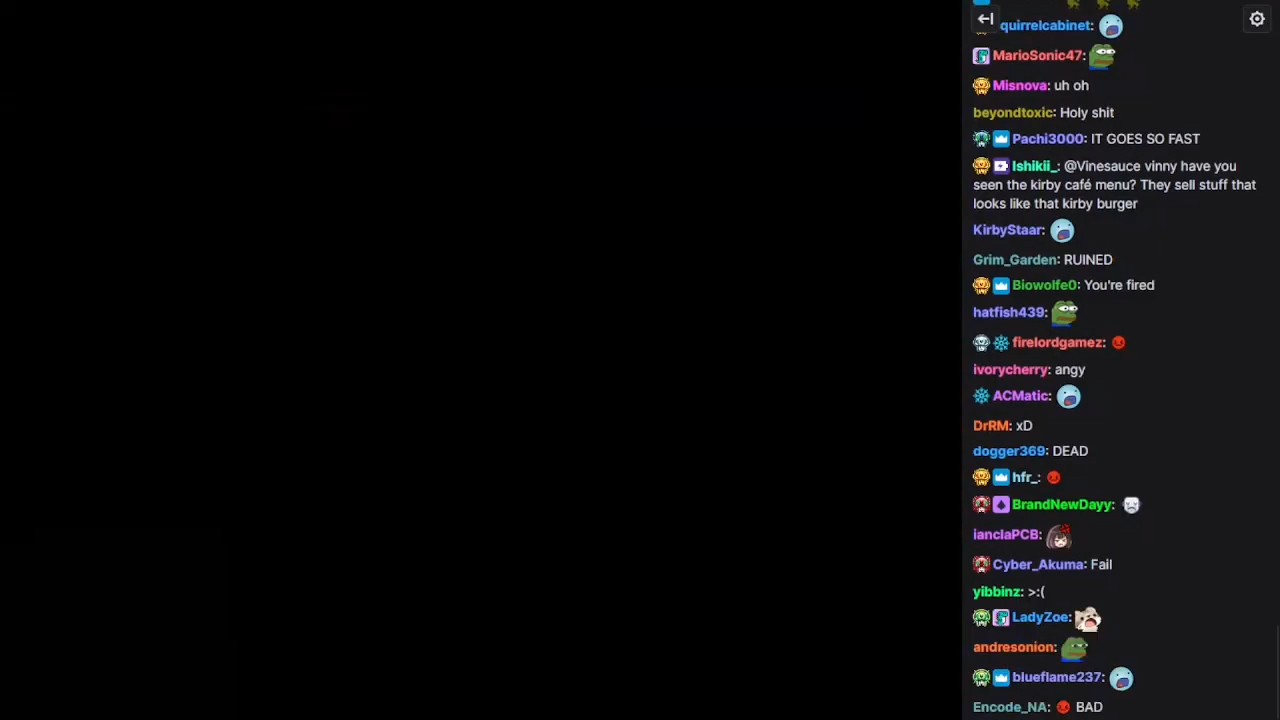 quirrelcabinet:
MarioSonic47:
Misnova: uh oh
beyondtoxic: Holy shit
Pachi3000: IT GOES SO FAST
Ishikii_: @Vinesauce vinny have you
seen the kirby café menu? They sell stuff that
looks like that kirby burger
KirbyStaar:
Grim_Garden: RUINED
Biowolfe0: You're fired
hatfish439:
firelordgamez:
ivorycherry: angy
ACMatic:
DrRM: xD
dogger369: DEAD
hfr_:
BrandNewDayy:
ianclaPCB:
Cyber_Akuma: Fail
yibbinz: >:(
LadyZoe:
andresonion:
blueflame237:
Encode_NA: BAD